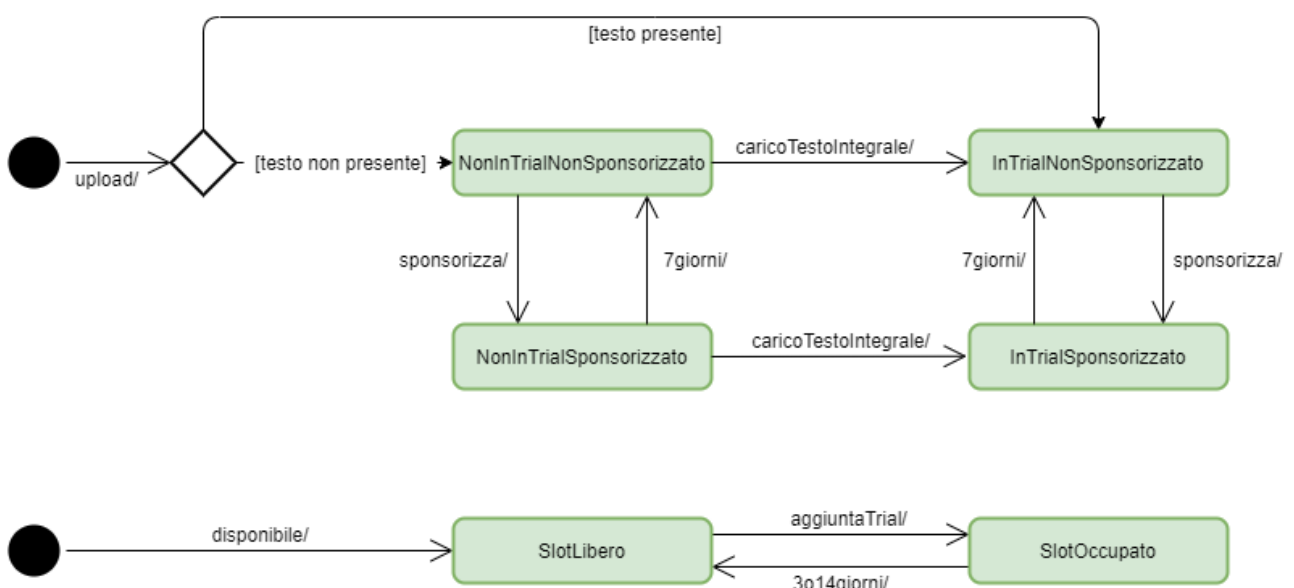 [testo presente]
upload/
[testo non presente]
NonInTrialNonSponsorizzato
caricoTestoIntegrale/
InTrialNonSponsorizzato
sponsorizza/
7giorni/
7giorni/
sponsorizza/
NonInTrialSponsorizzato
caricoTestoIntegrale/
InTrialSponsorizzato
disponibile/
SlotLibero
aggiuntaTrial/
SlotOccupato
3o14giorni/